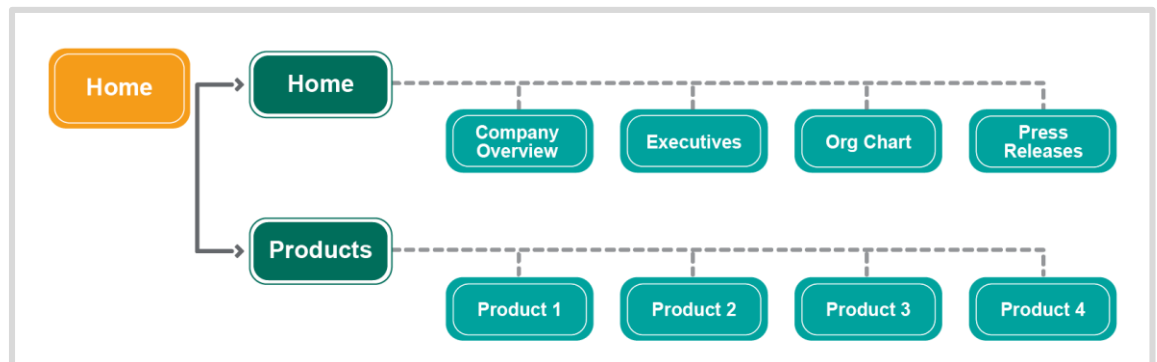 Home
Home
Company
Overview
Executives
Org Chart
Press
Releases
Products
Product 1
Product 2
Product 3
Product 4